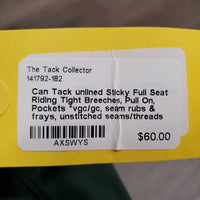 The Tack Collector
141792-162
Can Tack unlined Sticky Full Seat
Riding Tight Breeches, Pull On,
Pockets *vgc/gc, seam rubs &
frays, unstitched seams/threads
$60.00
AXSWYS